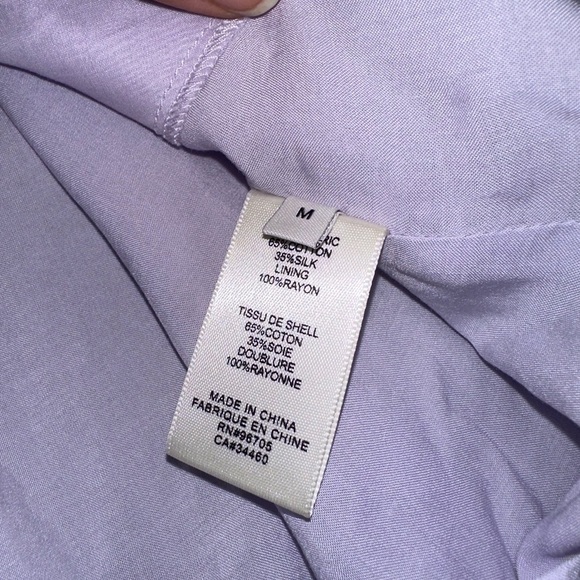 M
65%COTTON
35%SILK
LINING
100%RAYON
TISSU DE SHELL
65%COTON
35%SOIE
DOUBLURE
100%RAYONNE
MADE IN CHINA
FABRIQUE EN CHINE
RN#96705
CA#34460